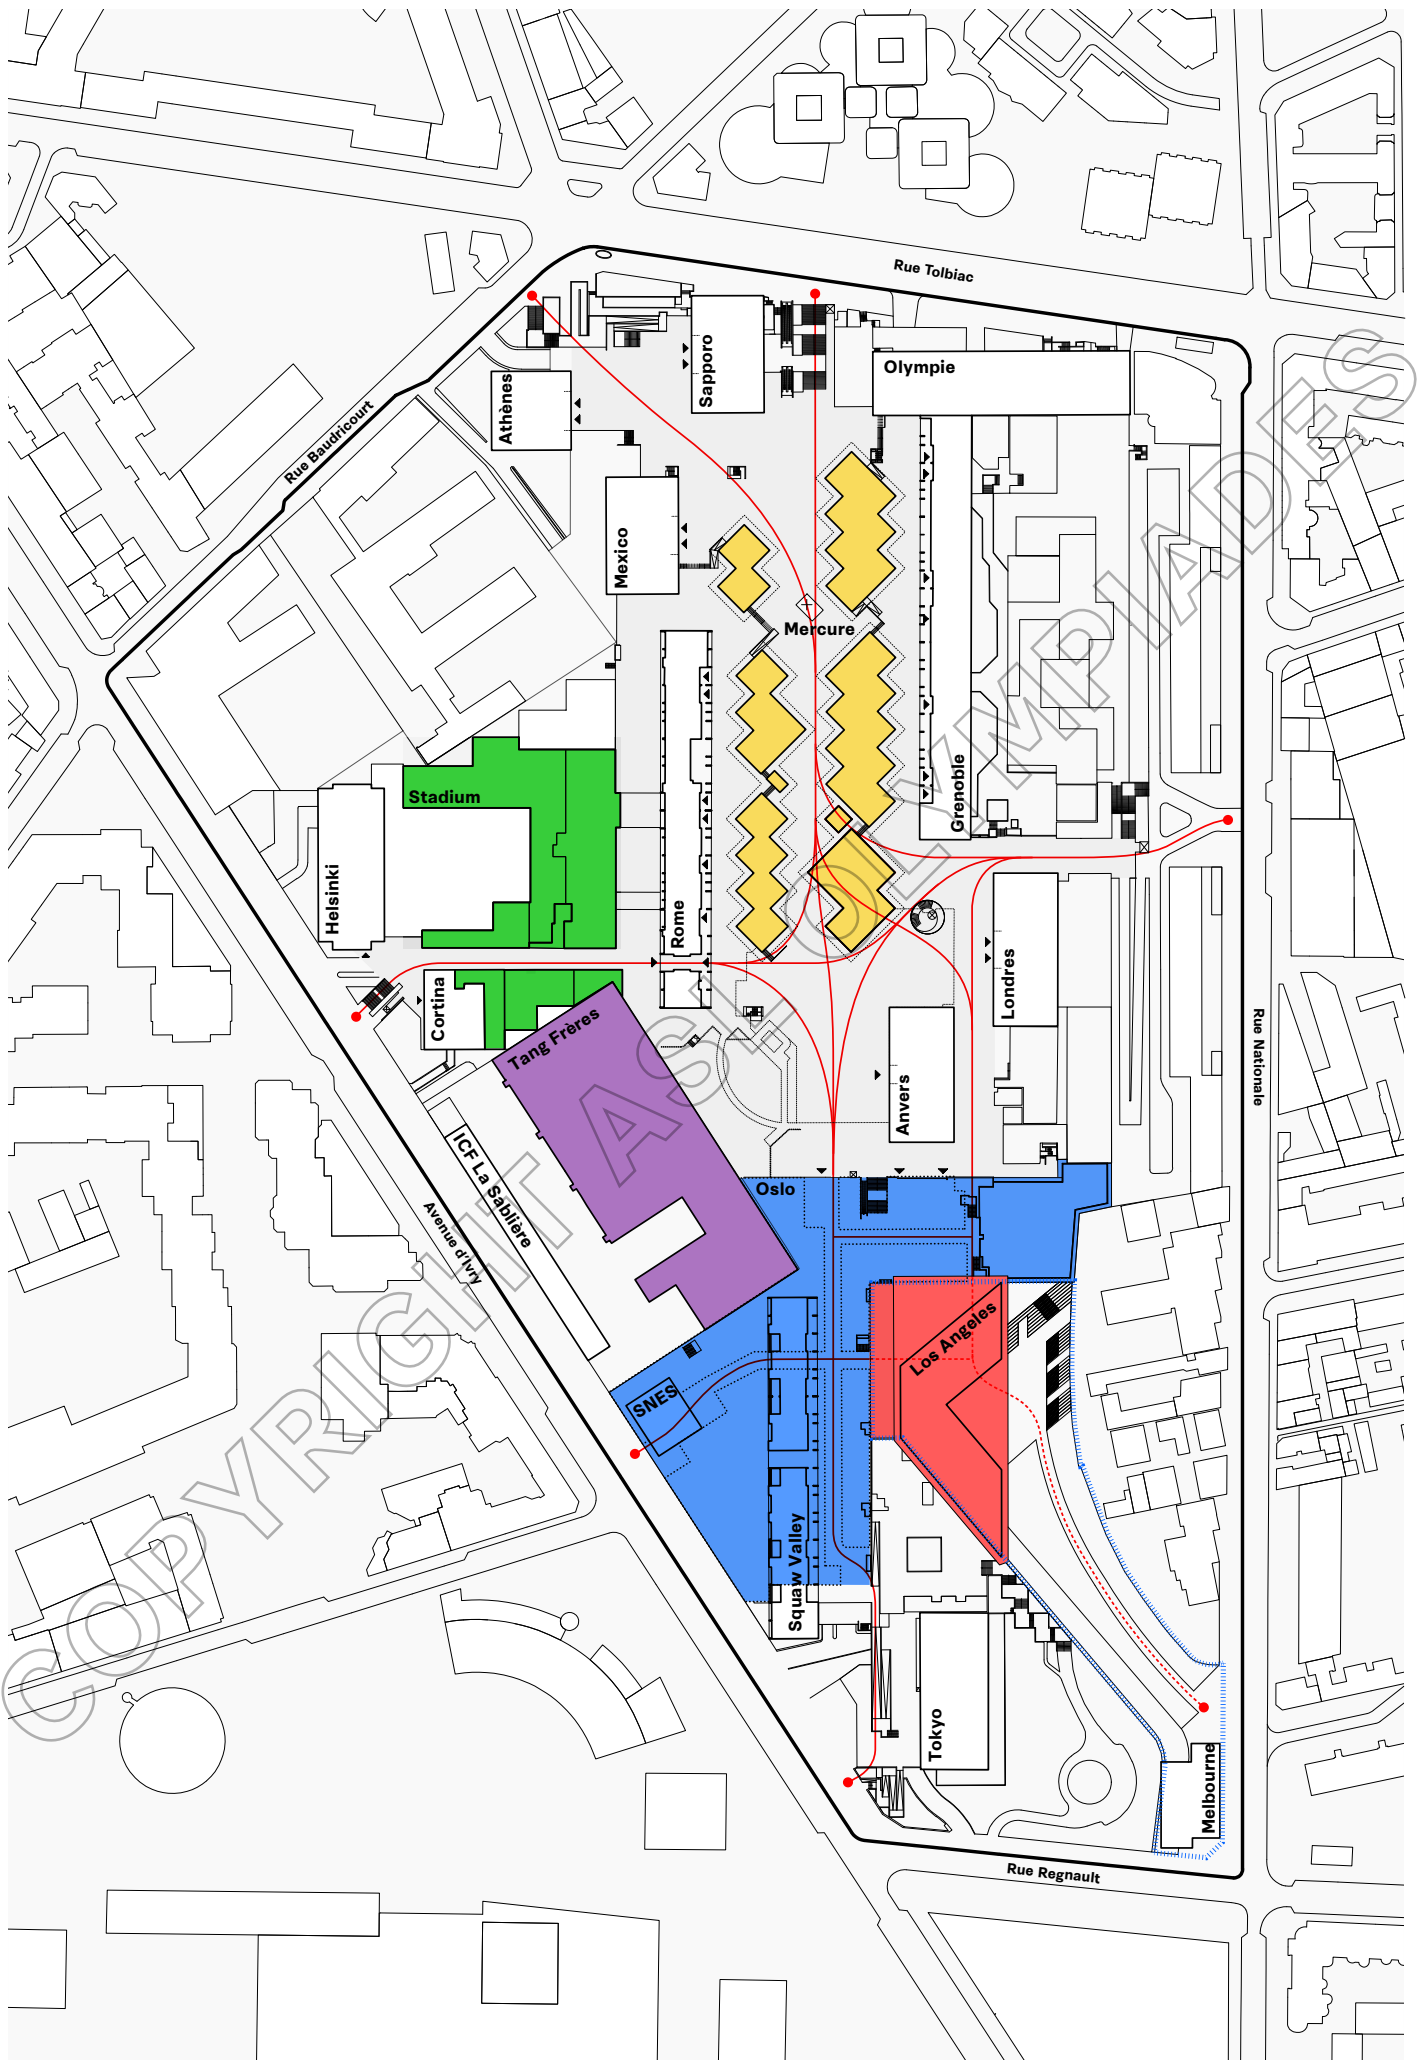 Rue Tolbiac
Sapporo
Olympie
Athènes
Rue Baudricourt
Mexico
Mercure
Grenoble
Stadium
Helsinki
Rome
Londres
Cortina
Tang Frères
Rue Nationale
Anvers
ICF La Sablière
Oslo
Avenue d'Ivry
Los Angeles
SNES
Squaw Valley
Tokyo
Melbourne
Rue Regnault
COPYRIGHT ASL OLYMPIADES